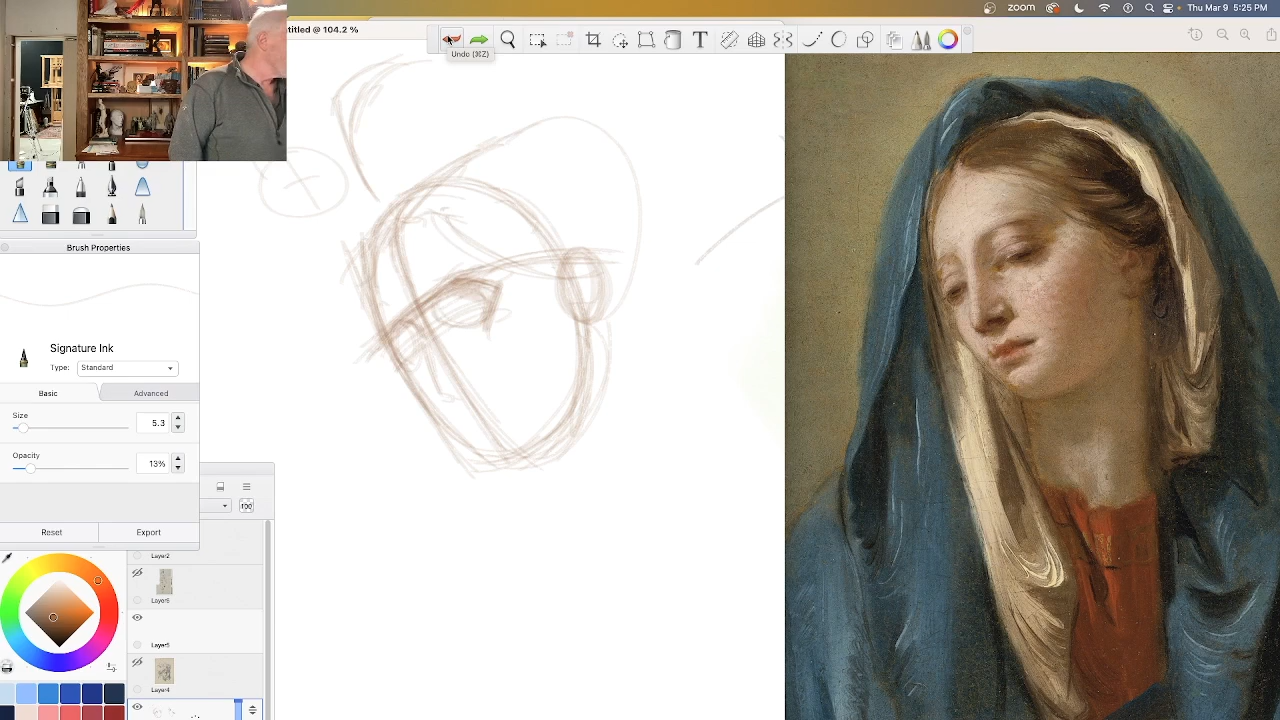 zoom
Thu Mar 9 5:25 PM
titled @ 104.2 %
T
Undo (⌘Z)
Brush Properties
Signature Ink
Type: Standard
Basic
Advanced
Size
5.3
Opacity
13%
Reset
Export
Layer2
Layer6
Layer5
Layer4